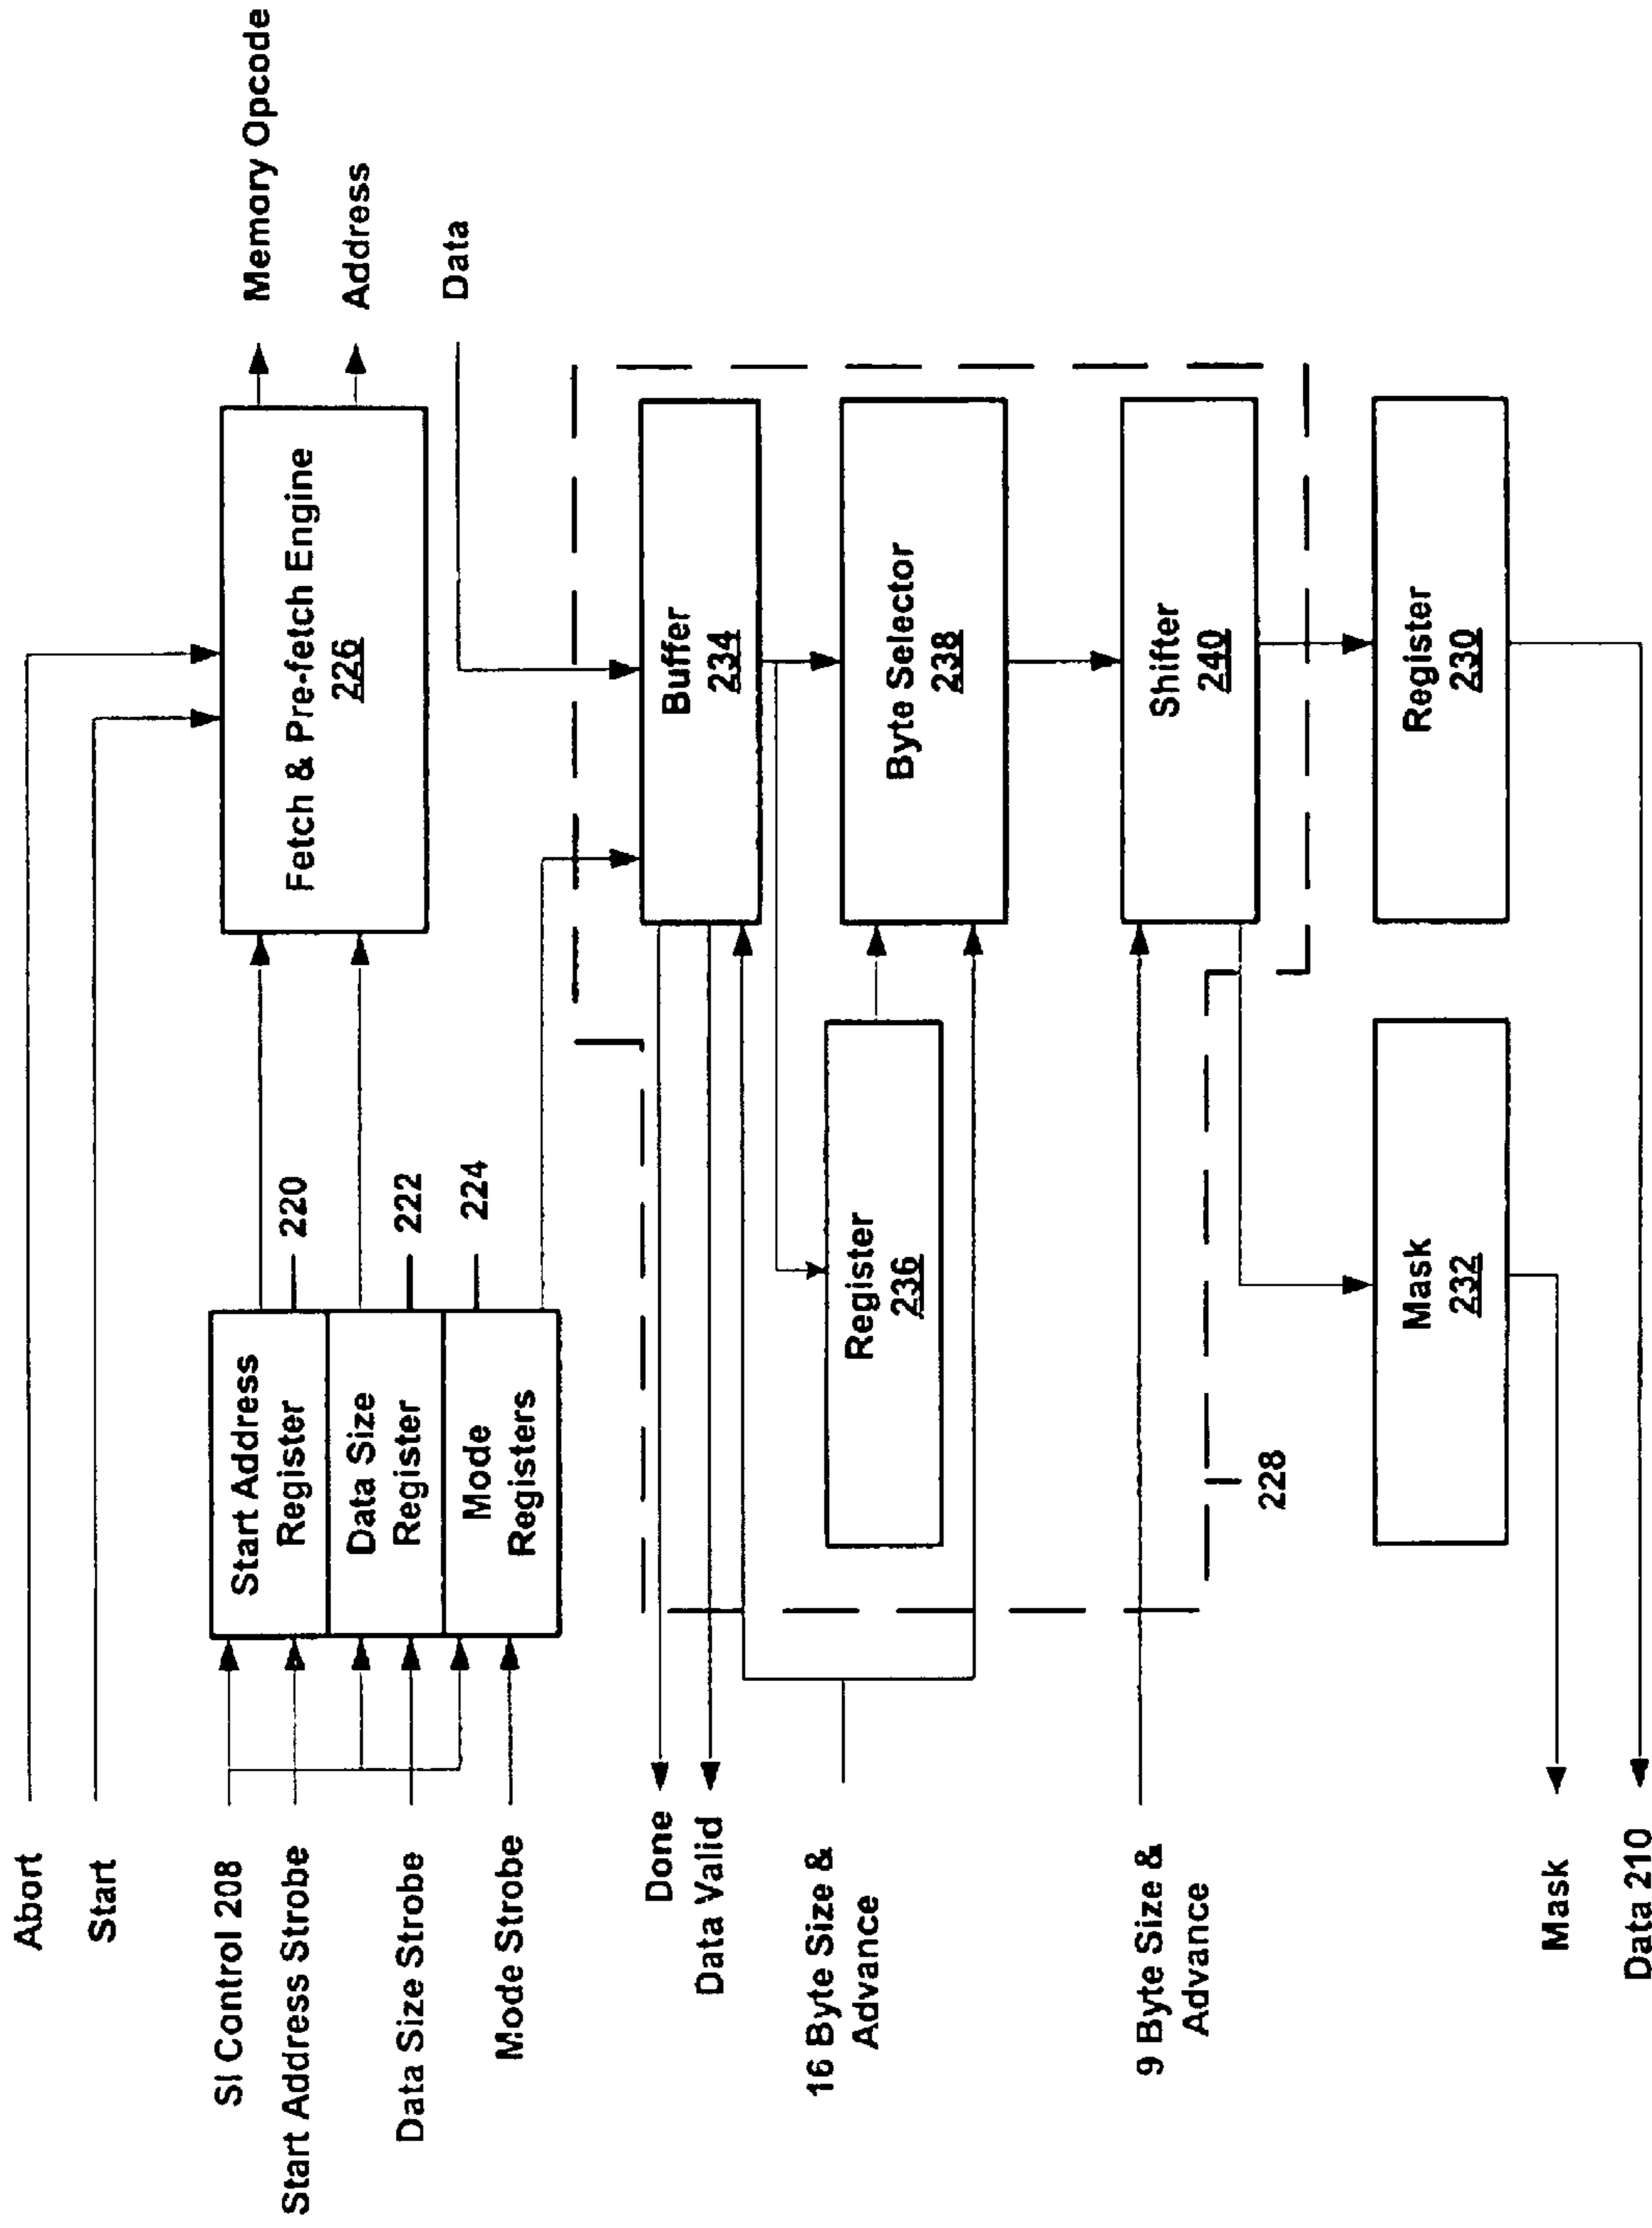 Abort
Start
SI Control 208
Start Address Strobe
Data Size Strobe
Mode Strobe
Start Address
Register
220
Data Size
Register
222
Mode
Registers
224
Fetch & Pre-fetch Engine
226
Memory Opcode
Address
Data
Done
Data Valid
16 Byte Size &
Advance
9 Byte Size &
Advance
Buffer
234
Register
236
Byte Selector
238
Shifter
240
228
Mask
232
Register
230
Mask
Data 210